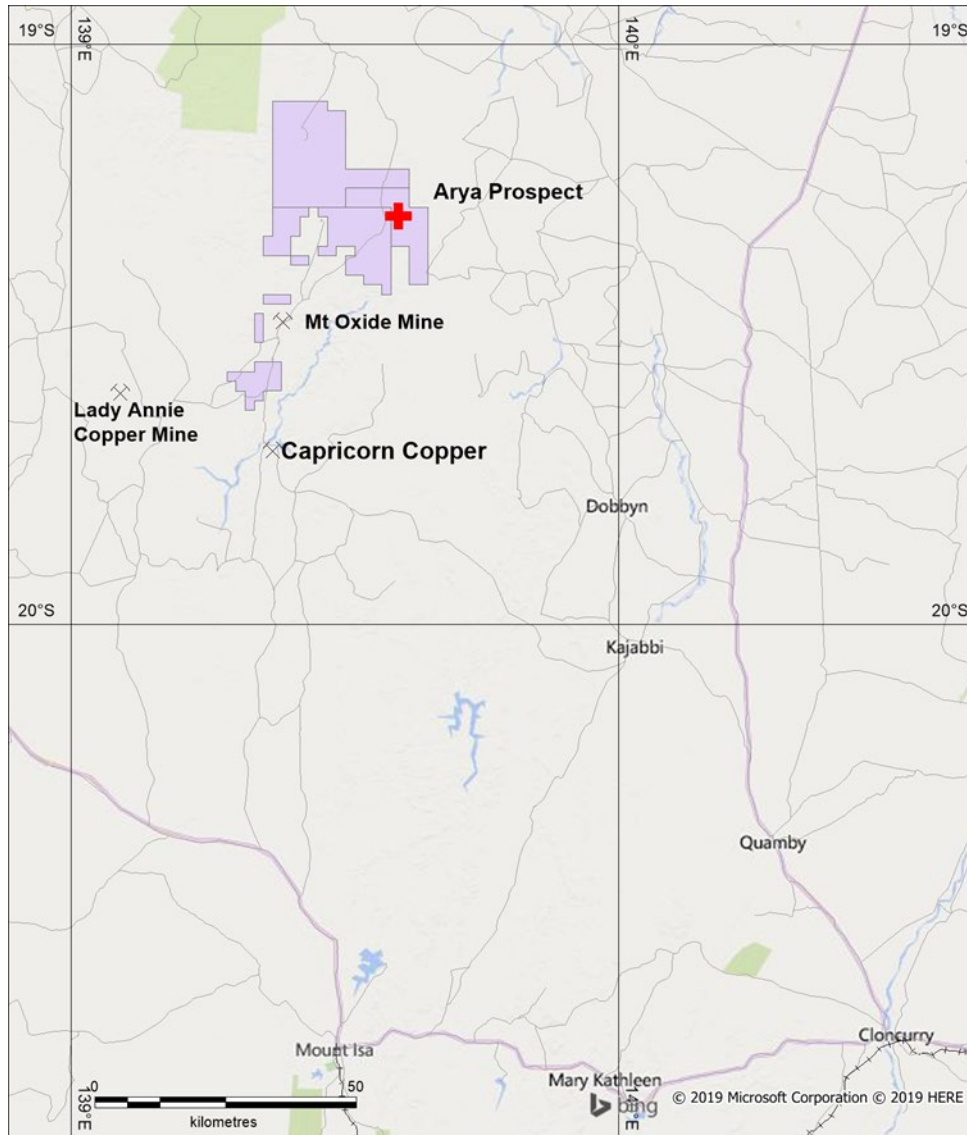 19°S
139°E
140°E
19°S
Arya Prospect
Mt Oxide Mine
Lady Annie
Copper Mine
Capricorn Copper
Dobbyn
20°S
20°S
Kajabbi
Quamby
Cloncurry
Mount Isa
Mary Kathleen
0
50
kilometres
139°E
140°E
bing
© 2019 Microsoft Corporation © 2019 HERE